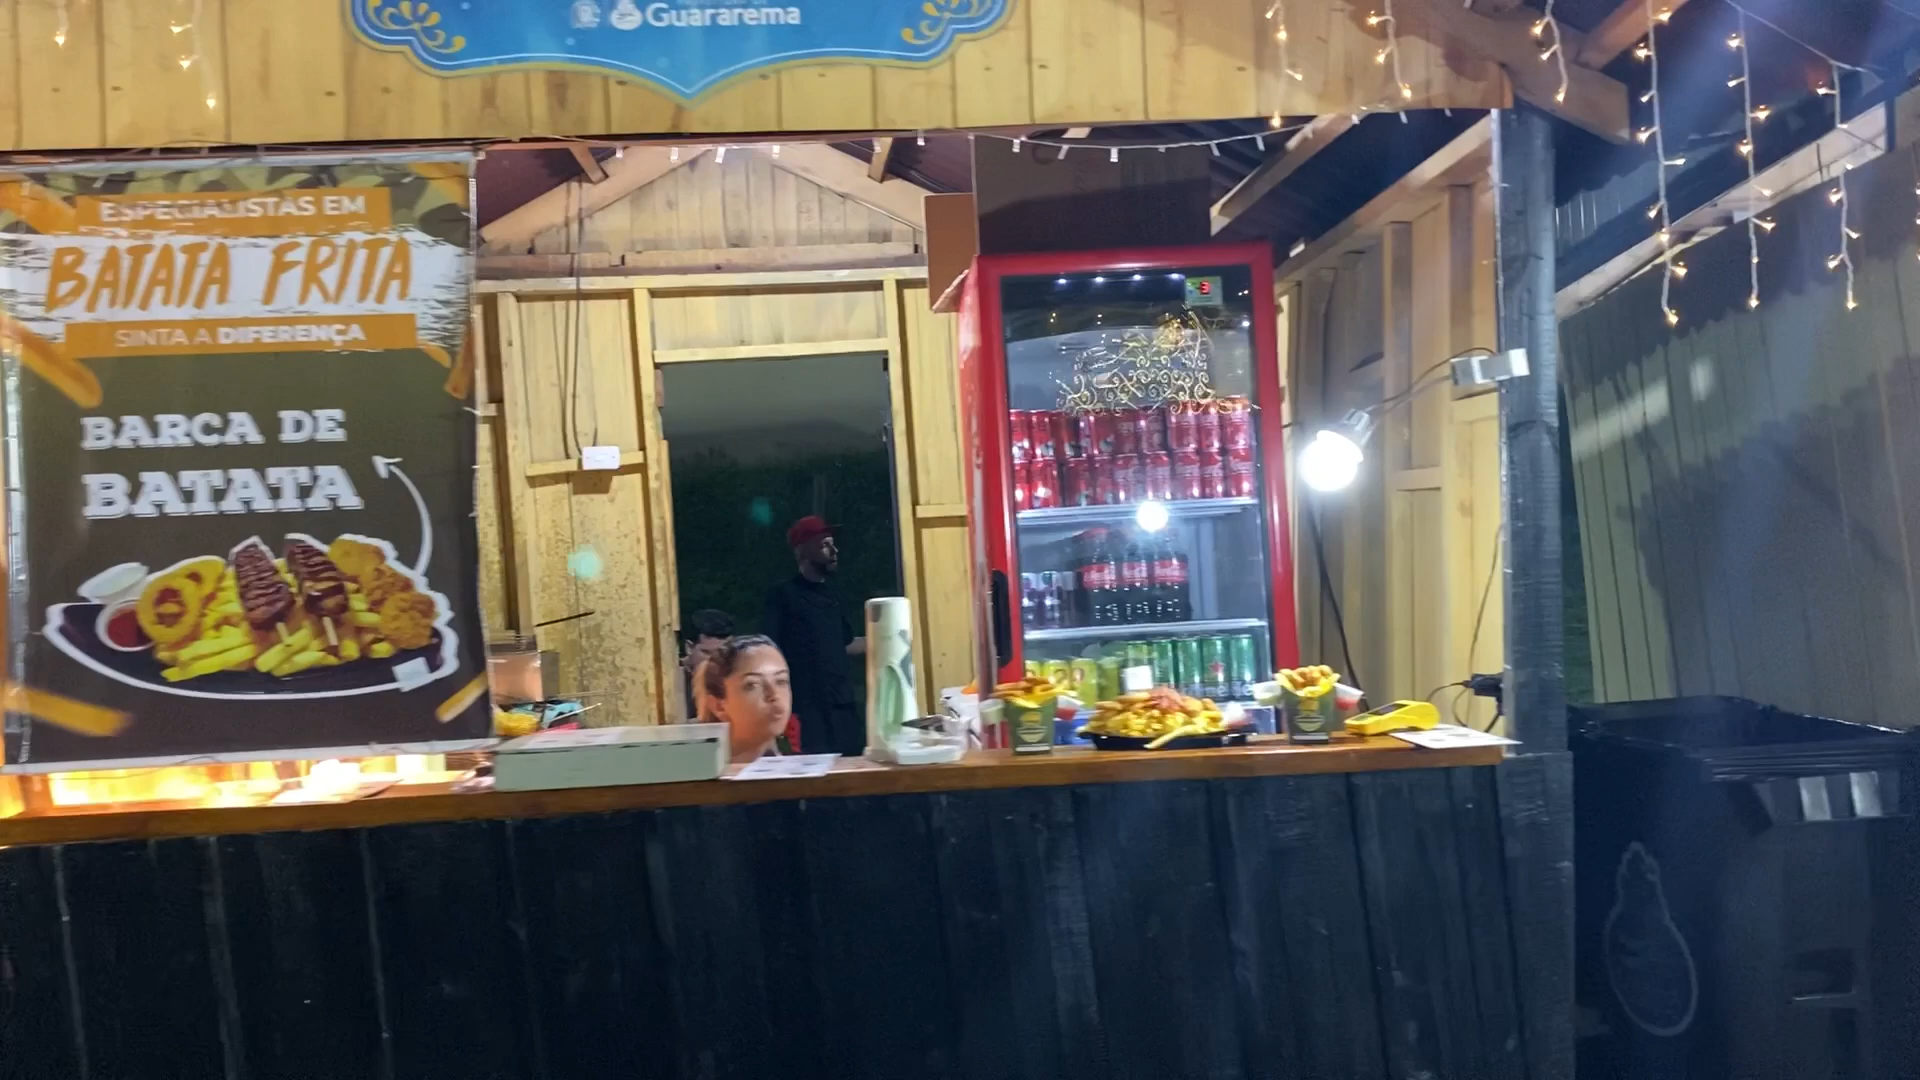 Guararema
ESPECIALISTAS EM
BATATA FRITA
SINTA A DIFERENÇA
BARCA DE
BATATA